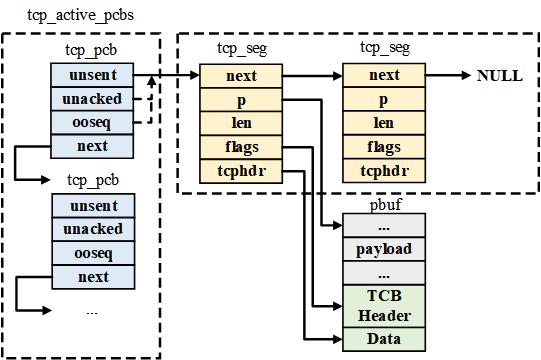 tcp_active_pcbs
tcp_pcb
unsent
unacked
ooseq
next
tcp_pcb
unsent
unacked
ooseq
next
...
tcp_seg
next
p
len
flags
tcphdr
tcp_seg
next
p
len
flags
tcphdr
NULL
pbuf
...
payload
...
TCB
Header
Data